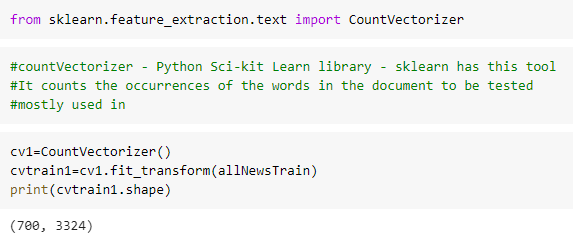 from sklearn.feature_extraction.text import CountVectorizer
#countVectorizer - Python Sci-kit Learn library - sklearn has this tool
#It counts the occurrences of the words in the document to be tested
#mostly used in
cv1=CountVectorizer()
cvtrain1=cv1.fit_transform(allNewsTrain)
print(cvtrain1.shape)
(700, 3324)